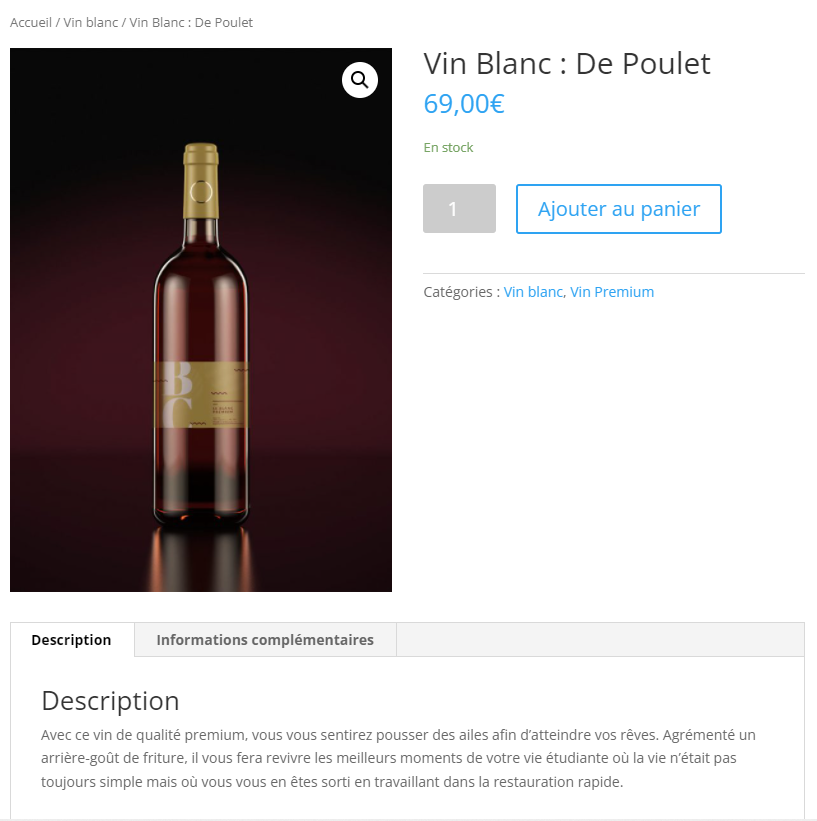 Accueil / Vin blanc / Vin Blanc : De Poulet
Vin Blanc : De Poulet
69,00€
En stock
1
Ajouter au panier
Catégories : Vin blanc, Vin Premium
B
C
Description
Informations complémentaires
Description
Avec ce vin de qualité premium, vous vous sentirez pousser des ailes afin d’atteindre vos rêves. Agrémenté un
arrière-goût de friture, il vous fera revivre les meilleurs moments de votre vie étudiante où la vie n’était pas
toujours simple mais où vous vous en êtes sorti en travaillant dans la restauration rapide.